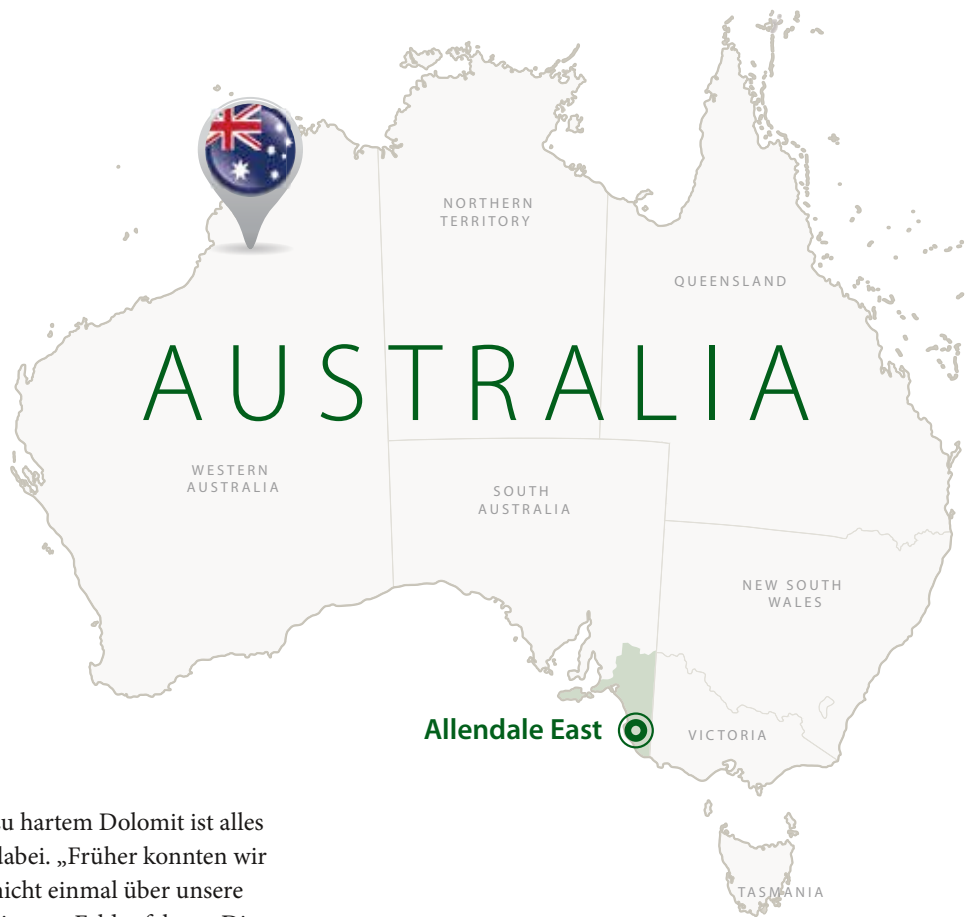 NORTHERN
TERRITORY
QUEENSLAND
AUSTRALIA
WESTERN
AUSTRALIA
SOUTH
AUSTRALIA
NEW SOUTH
WALES
Allendale East
VICTORIA
TASMANIA
zu hartem Dolomit ist alles
dabei. „Früher konnten wir
nicht einmal über unsere